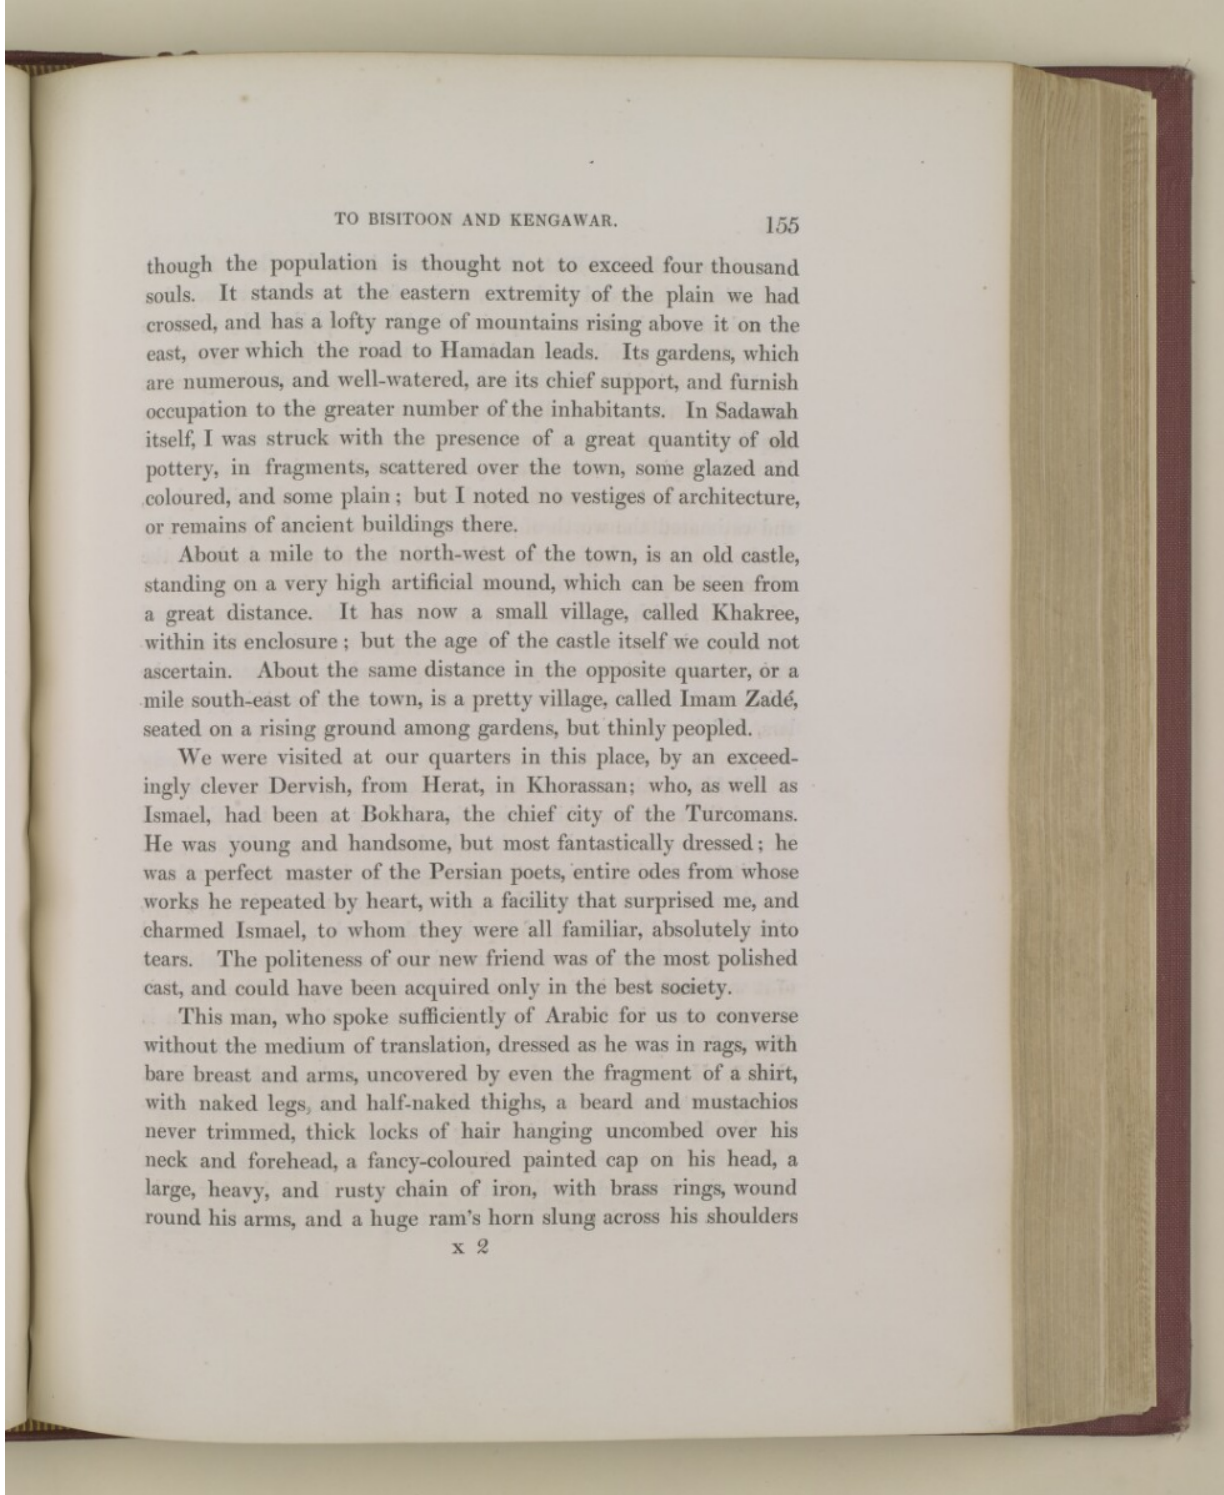 TO BISITOON AND KENGAWAR. 155
though the population is thought not to exceed four thousand
souls. It stands at the eastern extremity of the plain we had
crossed, and has a lofty range of mountains rising above it on the
east, over which the road to Hamadan leads. Its gardens, which
are numerous, and well-watered, are its chief support, and furnish
occupation to the greater number of the inhabitants. In Sadawah
itself, I was struck with the presence of a great quantity of old
pottery, in fragments, scattered over the town, some glazed and
coloured, and some plain; but I noted no vestiges of architecture,
or remains of ancient buildings there.
About a mile to the north-west of the town, is an old castle,
standing on a very high artificial mound, which can be seen from
a great distance. It has now a small village, called Khakree,
within its enclosure; but the age of the castle itself we could not
ascertain. About the same distance in the opposite quarter, or a
mile south-east of the town, is a pretty village, called Imam Zadé,
seated on a rising ground among gardens, but thinly peopled.
We were visited at our quarters in this place, by an exceed-
ingly clever Dervish, from Herat, in Khorassan; who, as well as
Ismael, had been at Bokhara, the chief city of the Turcomans.
He was young and handsome, but most fantastically dressed; he
was a perfect master of the Persian poets, entire odes from whose
works he repeated by heart, with a facility that surprised me, and
charmed Ismael, to whom they were all familiar, absolutely into
tears. The politeness of our new friend was of the most polished
cast, and could have been acquired only in the best society.
This man, who spoke sufficiently of Arabic for us to converse
without the medium of translation, dressed as he was in rags, with
bare breast and arms, uncovered by even the fragment of a shirt,
with naked legs, and half-naked thighs, a beard and mustachios
never trimmed, thick locks of hair hanging uncombed over his
neck and forehead, a fancy-coloured painted cap on his head, a
large, heavy, and rusty chain of iron, with brass rings, wound
round his arms, and a huge ram's horn slung across his shoulders
x 2